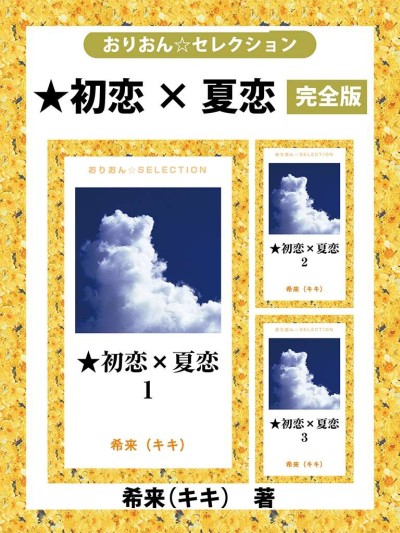 おりおん☆セレクション
★初恋 × 夏恋 完全版
おりおん☆SELECTION
★初恋×夏恋
1
希来（キキ）
おりおん☆SELECTION
★初恋×夏恋
2
希来（キキ）
おりおん☆SELECTION
★初恋×夏恋
3
希来（キキ）
希来（キキ） 著